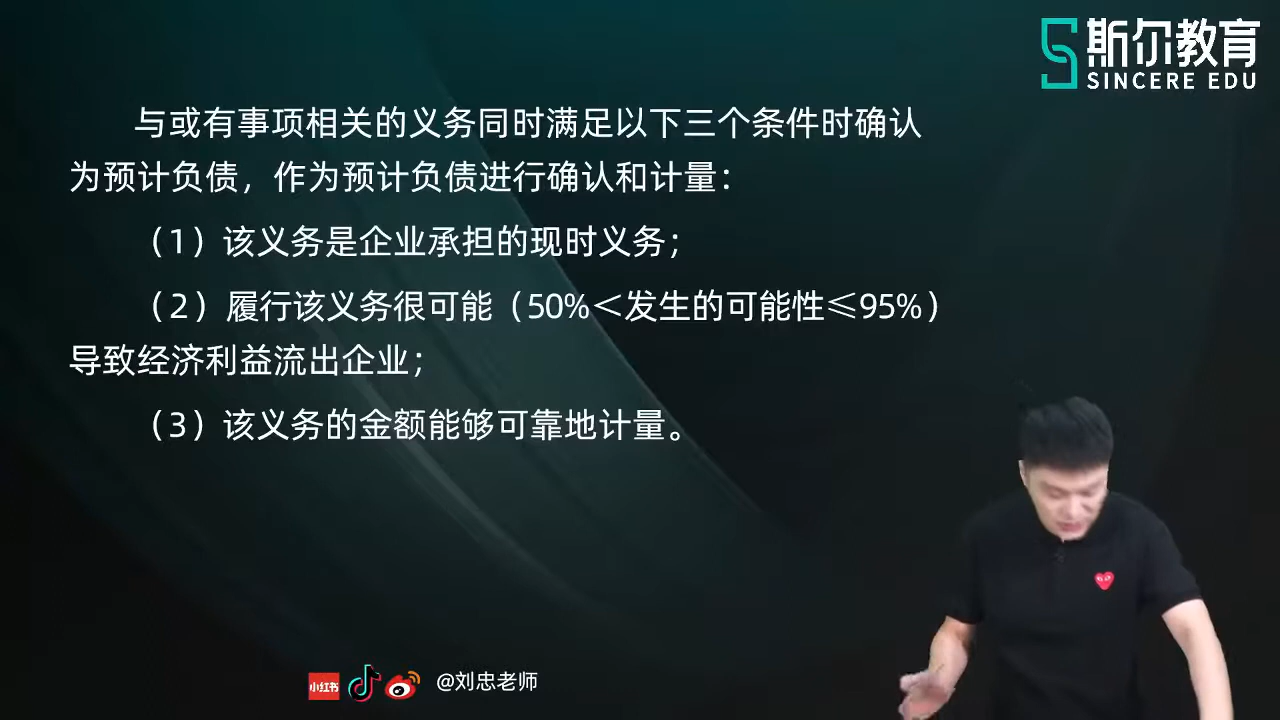 斯尔教育
SINCERE EDU
与或有事项相关的义务同时满足以下三个条件时确认
为预计负债，作为预计负债进行确认和计量：
（1）该义务是企业承担的现时义务；
（2）履行该义务很可能（50%＜发生的可能性≤95%）
导致经济利益流出企业；
（3）该义务的金额能够可靠地计量。
小红书
@刘忠老师